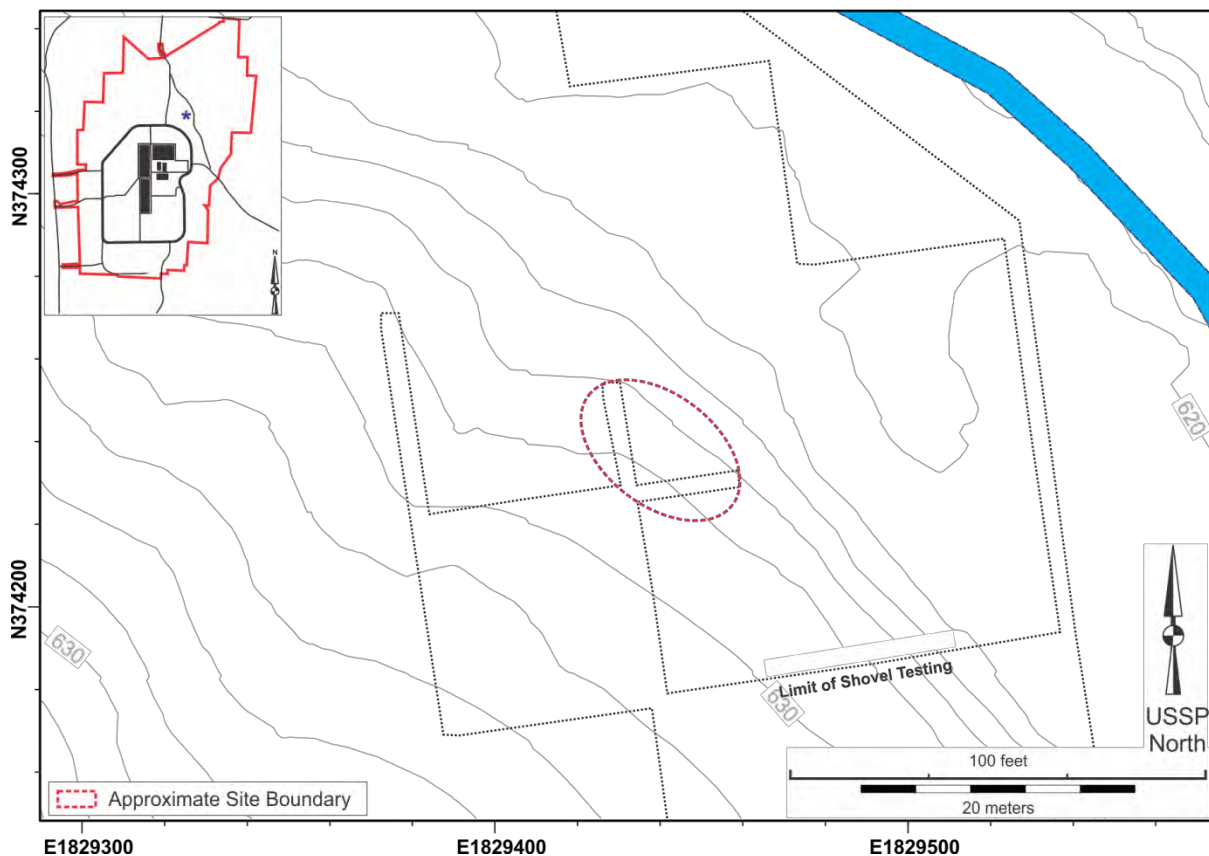 N
*
N374300
620
N374200
630
Limit of Shovel Testing
630
USSP
North
100 feet
20 meters
Approximate Site Boundary
E1829300
E1829400
E1829500